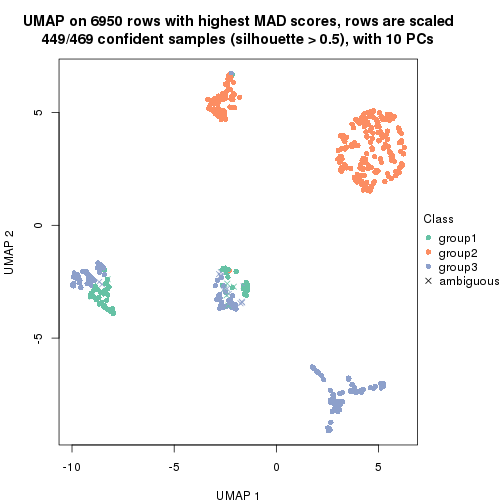 UMAP on 6950 rows with highest MAD scores, rows are scaled
449/469 confident samples (silhouette > 0.5), with 10 PCs
5
0
-5
UMAP 2
-10
-5
0
5
UMAP 1
Class
group1
group2
group3
ambiguous